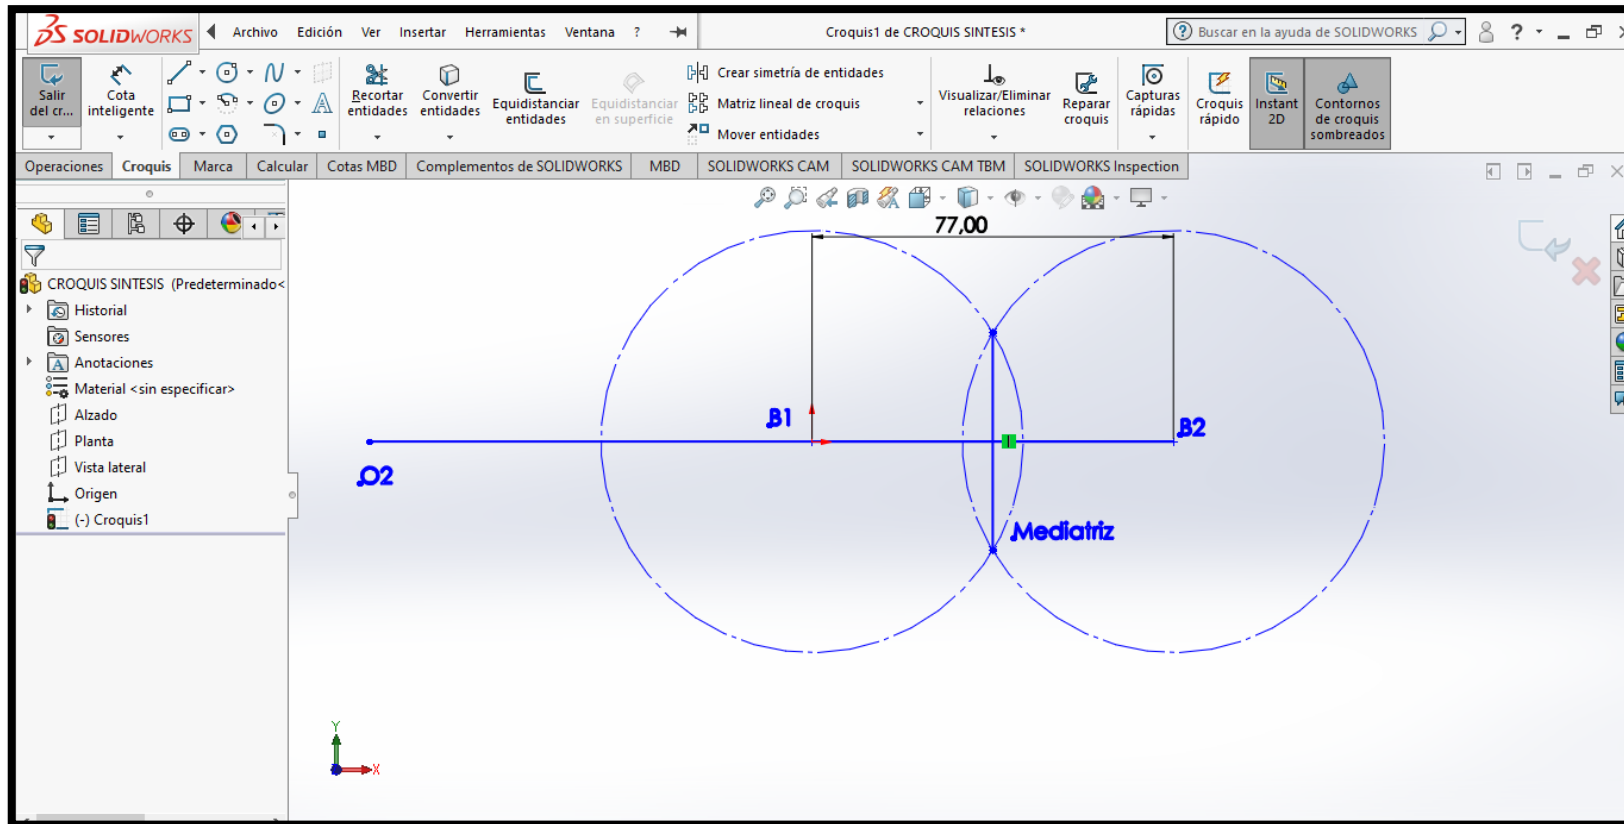 SOLIDWORKS Archivo Edición Ver Insertar Herramientas Ventana ? Croquis1 de CROQUIS SINTESIS * Buscar en la ayuda de SOLIDWORKS ?
Salir del cr...
Cota inteligente
Recortar entidades
Convertir entidades
Equidistanciar entidades
Equidistanciar en superficie
Crear simetría de entidades
Matriz lineal de croquis
Mover entidades
Visualizar/Eliminar relaciones
Reparar croquis
Capturas rápidas
Croquis rápido
Instant 2D
Contornos de croquis sombreados
Operaciones Croquis Marca Calcular Cotas MBD Complementos de SOLIDWORKS MBD SOLIDWORKS CAM SOLIDWORKS CAM TBM SOLIDWORKS Inspection
CROQUIS SINTESIS (Predeterminado<
Historial
Sensores
Anotaciones
Material <sin especificar>
Alzado
Planta
Vista lateral
Origen
(-) Croquis1
77,00
B1
B2
O2
Mediatriz
Y
X